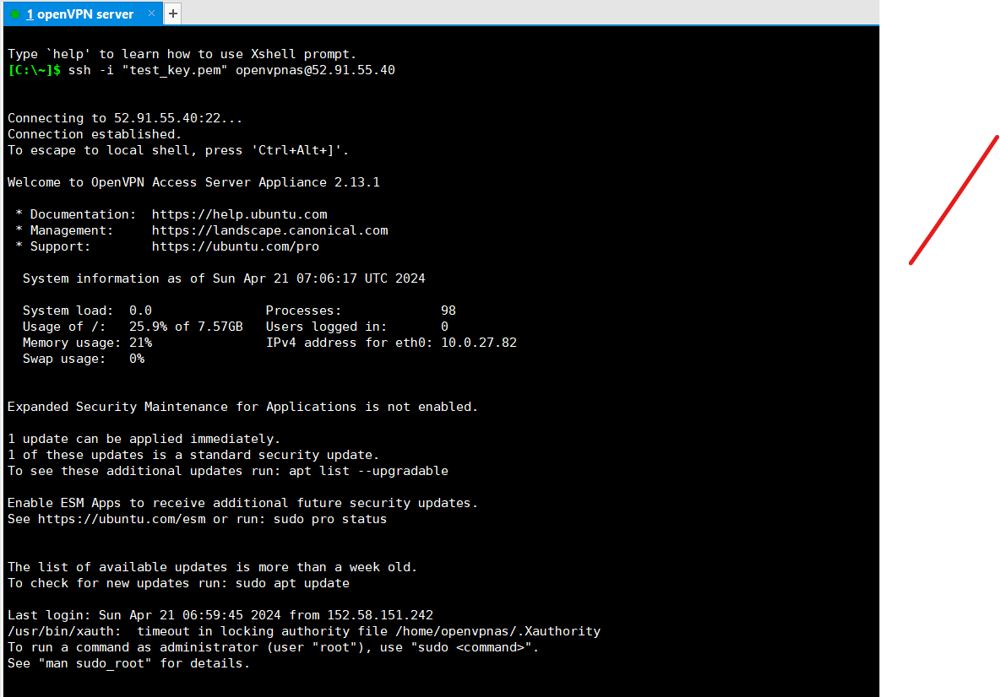 1 openVPN server × +
Type `help' to learn how to use Xshell prompt.
[C:\~]$ ssh -i "test_key.pem" openvpnas@52.91.55.40
Connecting to 52.91.55.40:22...
Connection established.
To escape to local shell, press 'Ctrl+Alt+]'.
Welcome to OpenVPN Access Server Appliance 2.13.1
* Documentation:  https://help.ubuntu.com
* Management:     https://landscape.canonical.com
* Support:        https://ubuntu.com/pro
System information as of Sun Apr 21 07:06:17 UTC 2024
System load:  0.0               Processes:             98
Usage of /:   25.9% of 7.57GB   Users logged in:       0
Memory usage: 21%               IPv4 address for eth0: 10.0.27.82
Swap usage:   0%
Expanded Security Maintenance for Applications is not enabled.
1 update can be applied immediately.
1 of these updates is a standard security update.
To see these additional updates run: apt list --upgradable
Enable ESM Apps to receive additional future security updates.
See https://ubuntu.com/esm or run: sudo pro status
The list of available updates is more than a week old.
To check for new updates run: sudo apt update
Last login: Sun Apr 21 06:59:45 2024 from 152.58.151.242
/usr/bin/xauth:  timeout in locking authority file /home/openvpnas/.Xauthority
To run a command as administrator (user "root"), use "sudo <command>".
See "man sudo_root" for details.